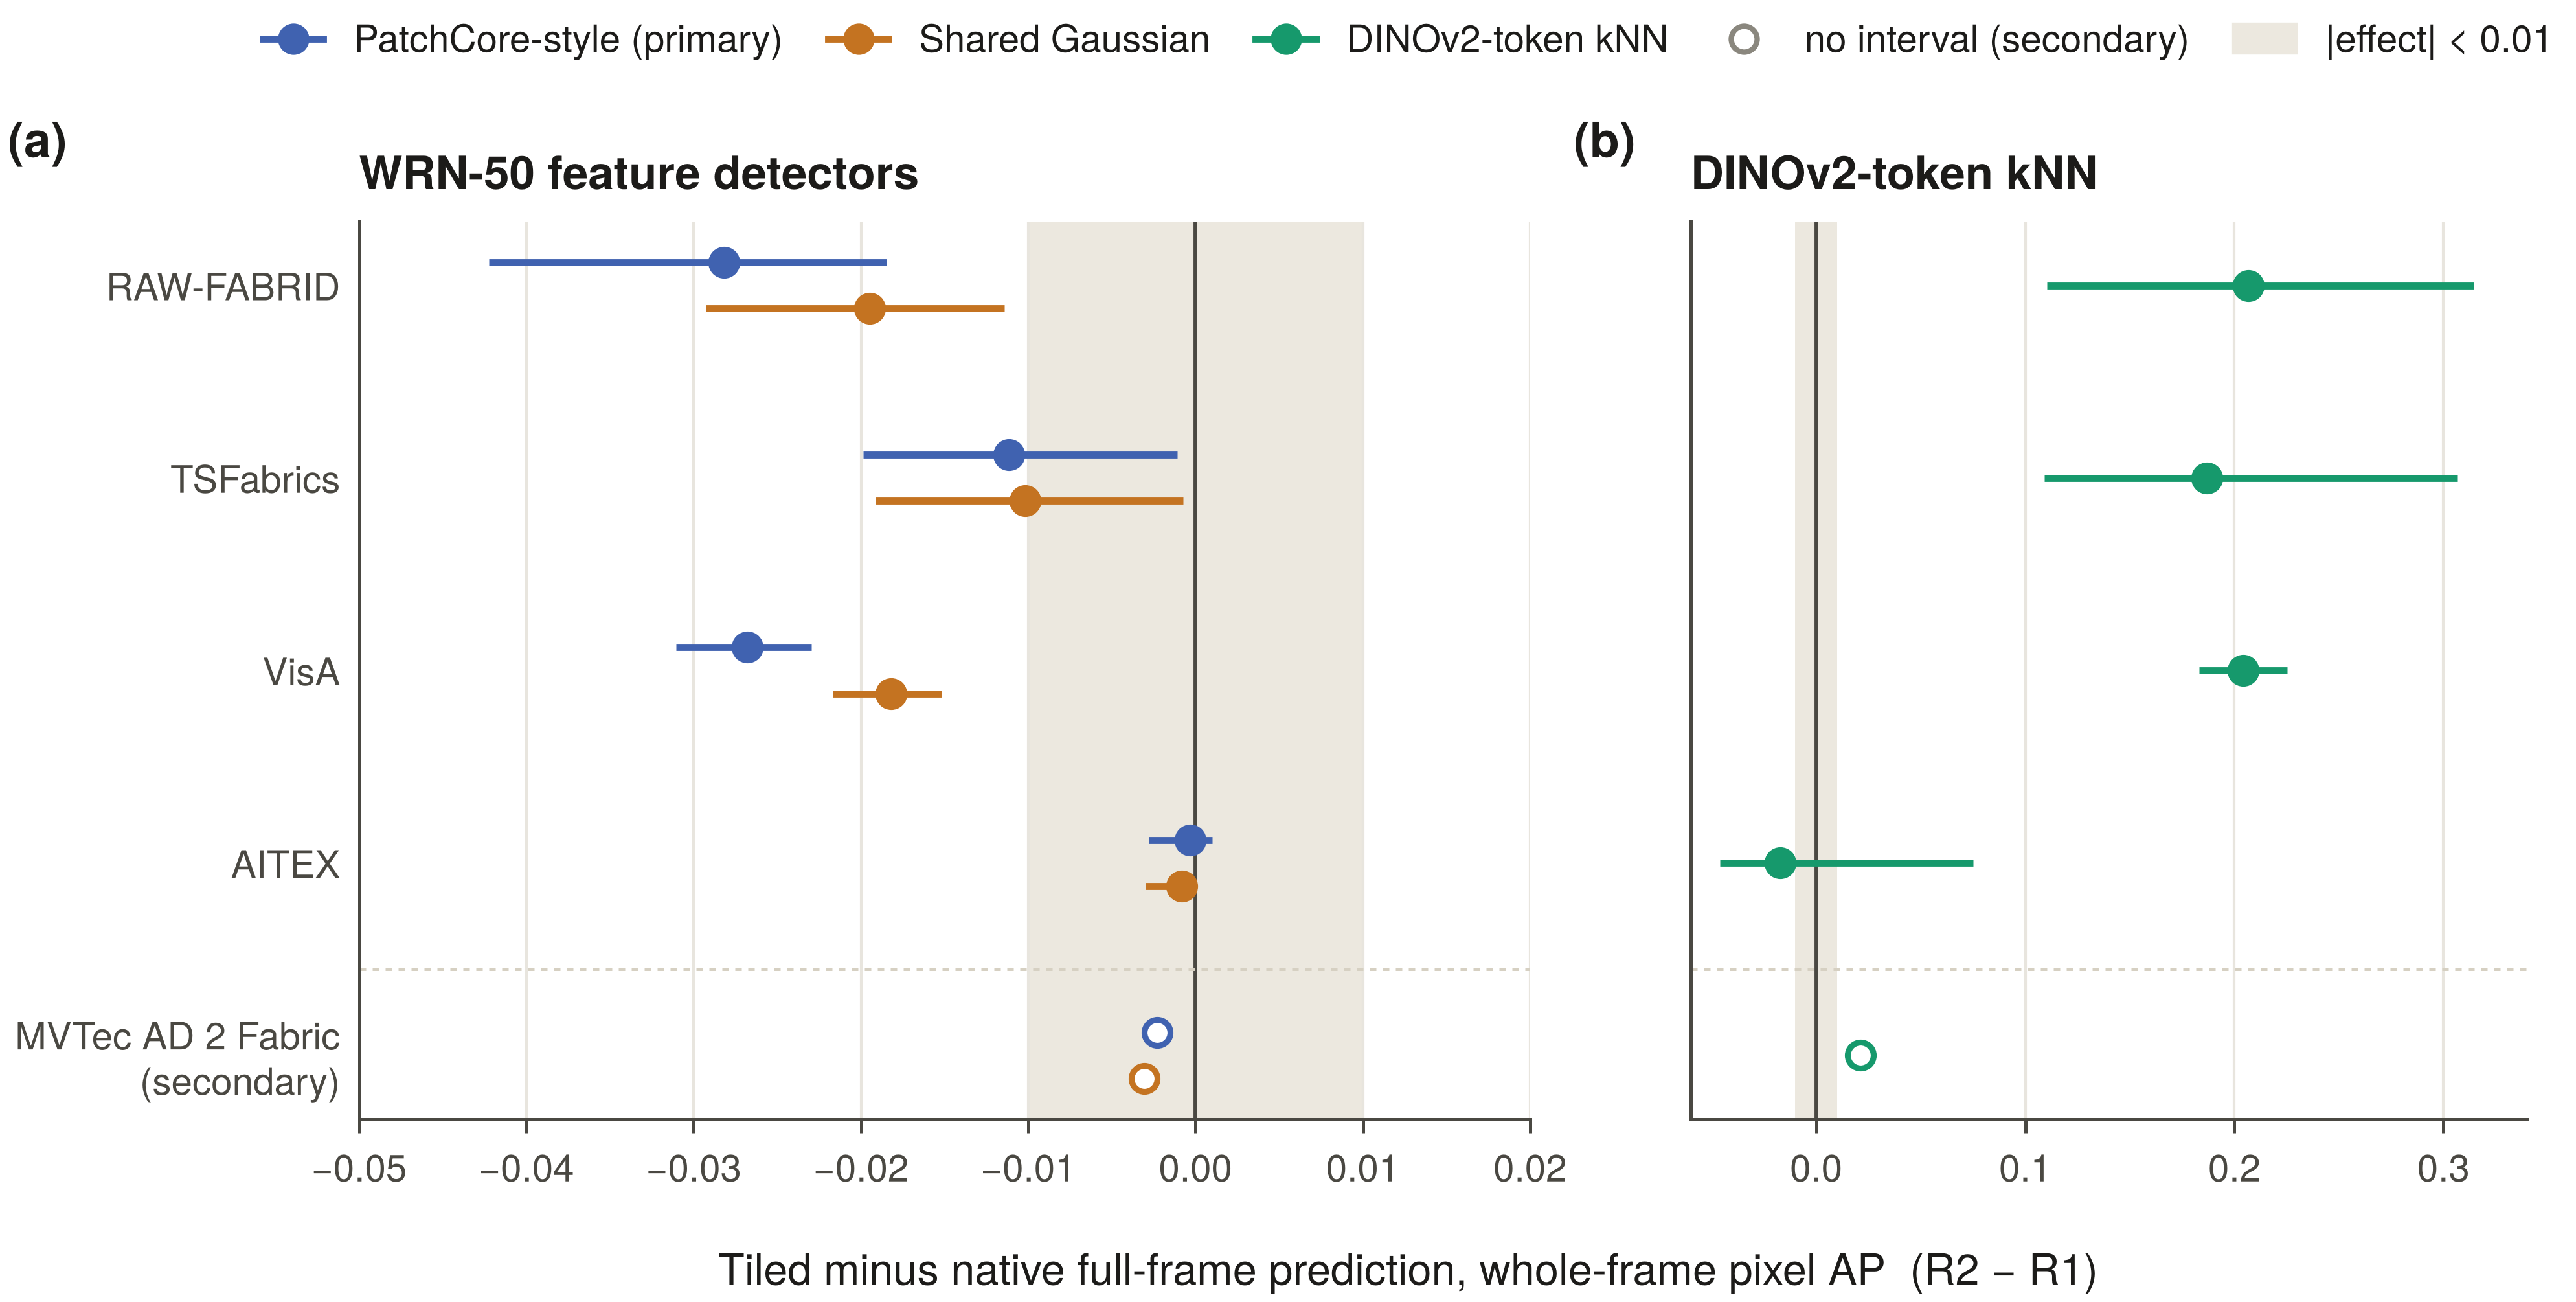 PatchCore-style (primary) Shared Gaussian DINOv2-token kNN no interval (secondary) |effect| < 0.01
(a) (b)
WRN-50 feature detectors DINOv2-token kNN
RAW-FABRID
TSFabrics
VisA
AITEX
MVTec AD 2 Fabric
(secondary)
−0.05 −0.04 −0.03 −0.02 −0.01 0.00 0.01 0.02 0.0 0.1 0.2 0.3
Tiled minus native full-frame prediction, whole-frame pixel AP (R2 − R1)